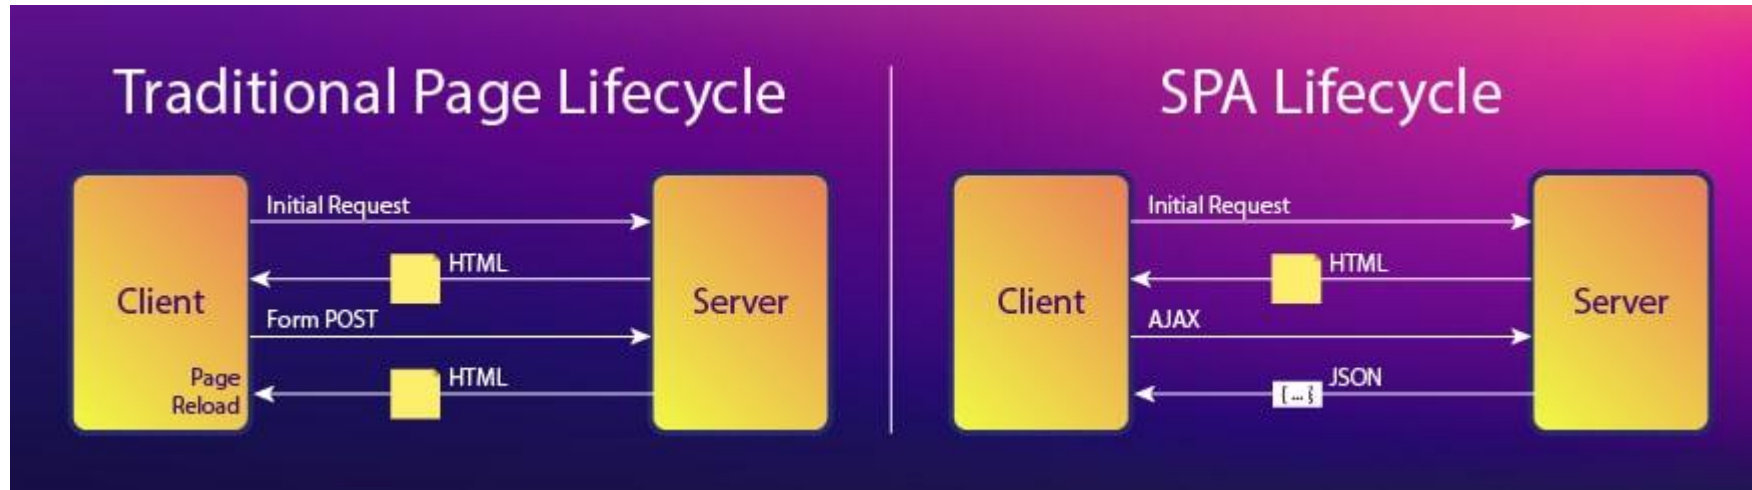 Traditional Page Lifecycle
Client
Initial Request
HTML
Form POST
HTML
Page
Reload
Server
SPA Lifecycle
Client
Initial Request
HTML
AJAX
JSON
{...}
Server